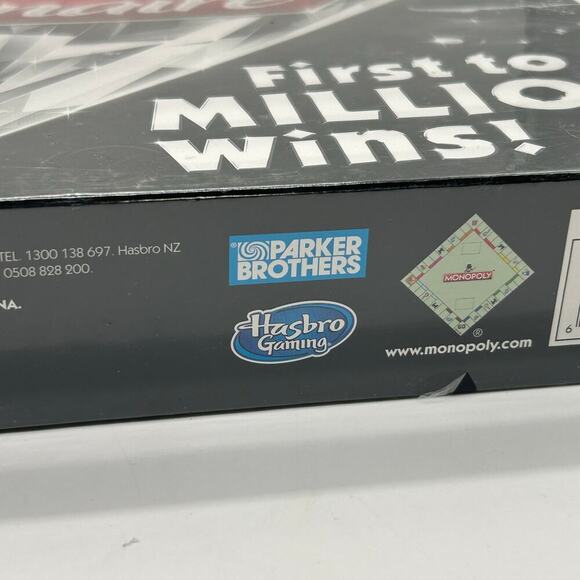 First to
MILLIO
wins!
TEL. 1300 138 697. Hasbro NZ
0508 828 200.
NA.
PARKER
BROTHERS
Hasbro
Gaming
MONOPOLY
®
www.monopoly.com
6